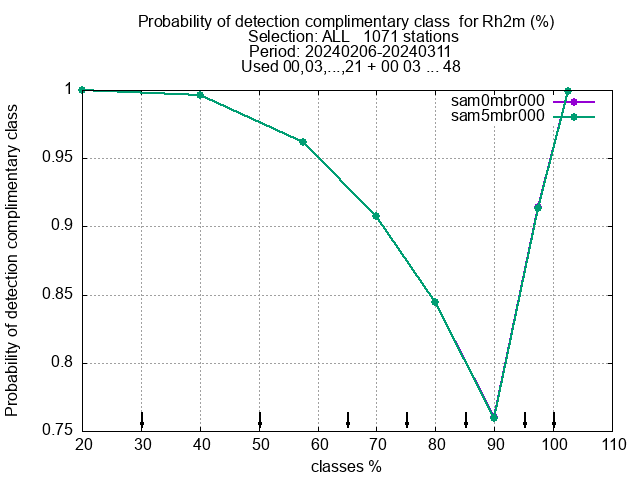 Probability of detection complimentary class  for Rh2m (%)
Selection: ALL   1071 stations
Period: 20240206-20240311
Used 00,03,...,21 + 00 03 ... 48
sam0mbr000
sam5mbr000
Probability of detection complimentary class
1
0.95
0.9
0.85
0.8
0.75
20 30 40 50 60 70 80 90 100 110
classes %